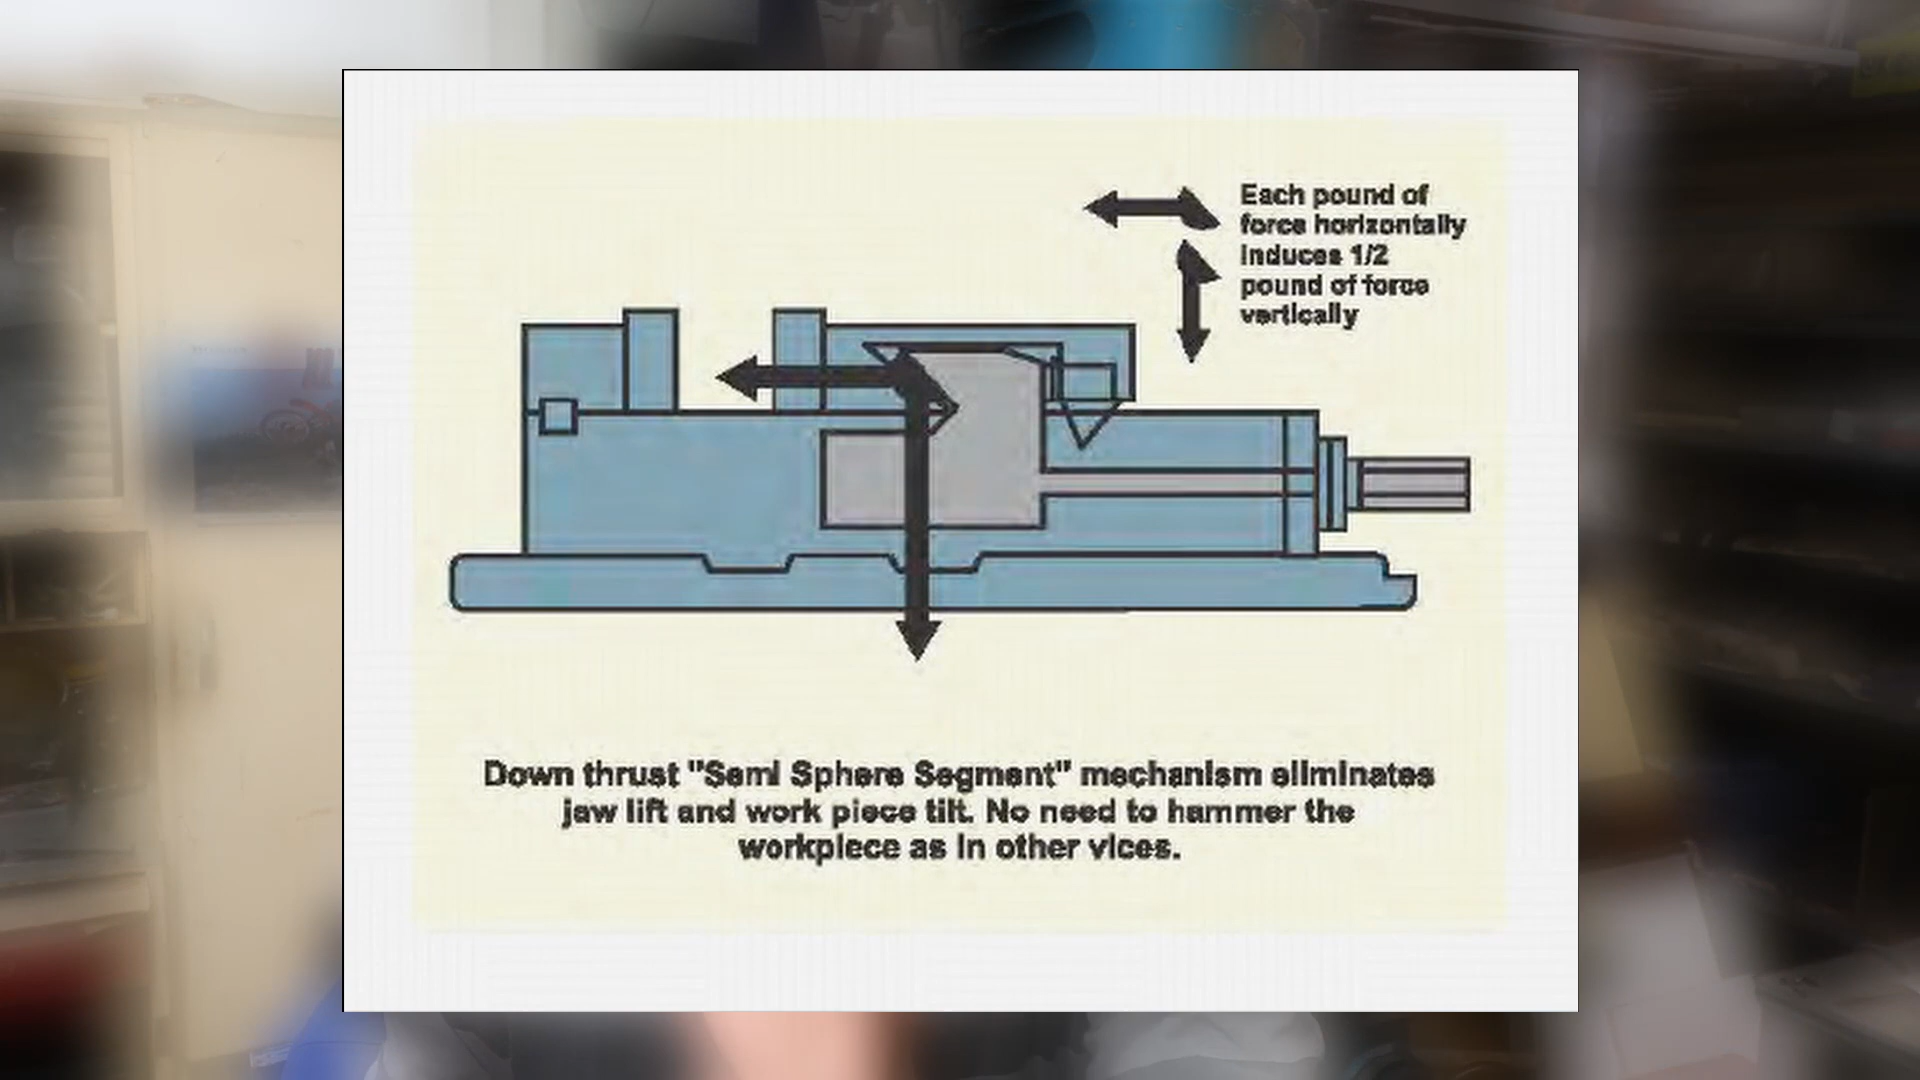 Each pound of
force horizontally
induces 1/2
pound of force
vertically
Down thrust "Semi Sphere Segment" mechanism eliminates
jaw lift and work piece tilt. No need to hammer the
workpiece as in other vices.